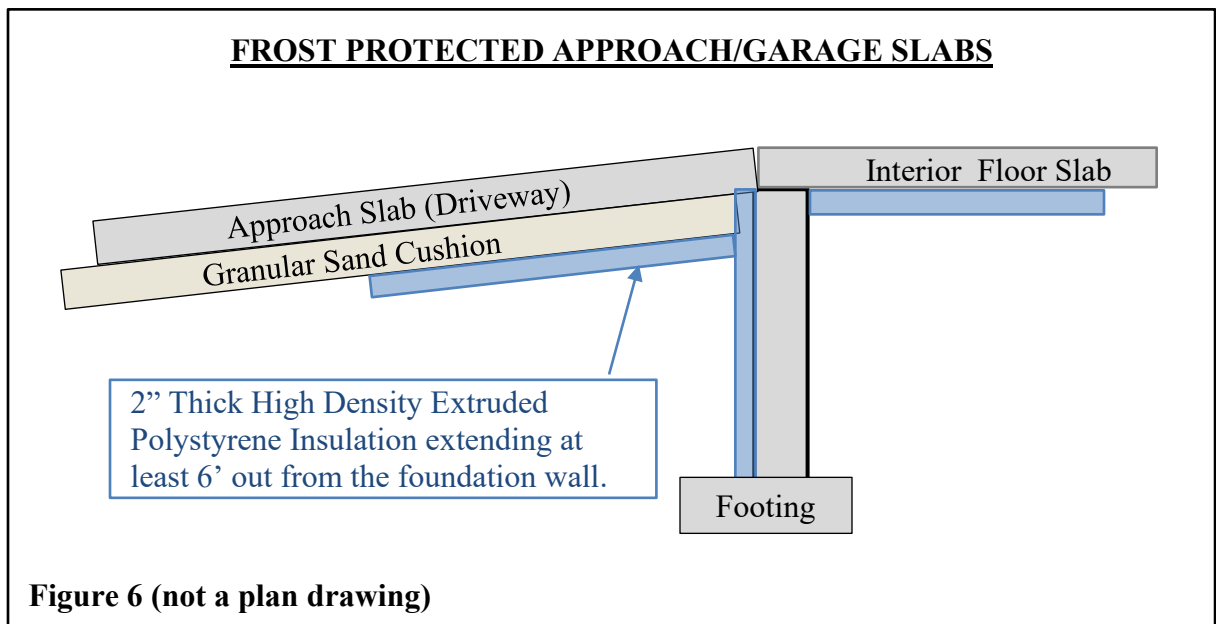 FROST PROTECTED APPROACH/GARAGE SLABS
Interior  Floor Slab
Approach Slab (Driveway)
Granular Sand Cushion
2” Thick High Density Extruded
Polystyrene Insulation extending at
least 6’ out from the foundation wall.
Footing
Figure 6 (not a plan drawing)